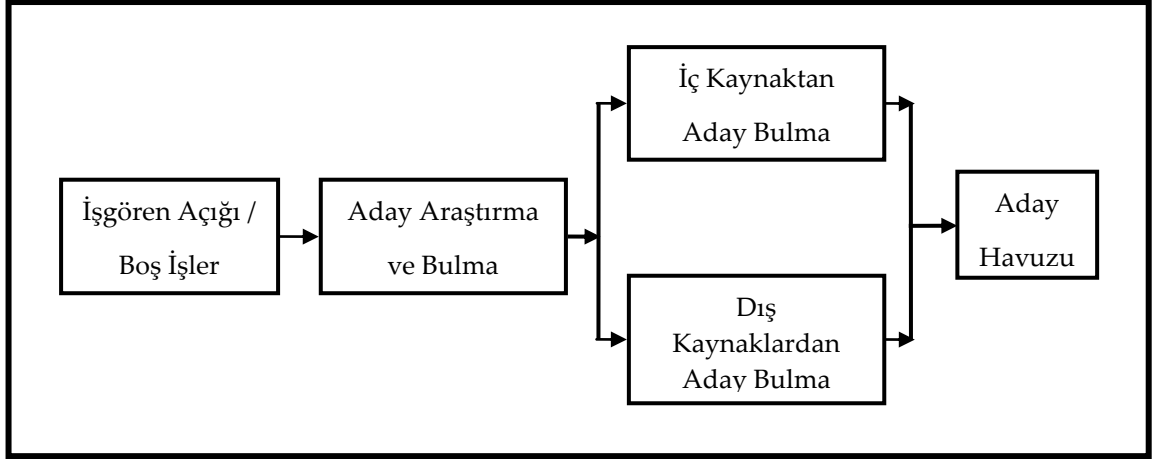 İşgören Açığı /
Boş İşler
Aday Araştırma
ve Bulma
İç Kaynaktan
Aday Bulma
Dış
Kaynaklardan
Aday Bulma
Aday
Havuzu